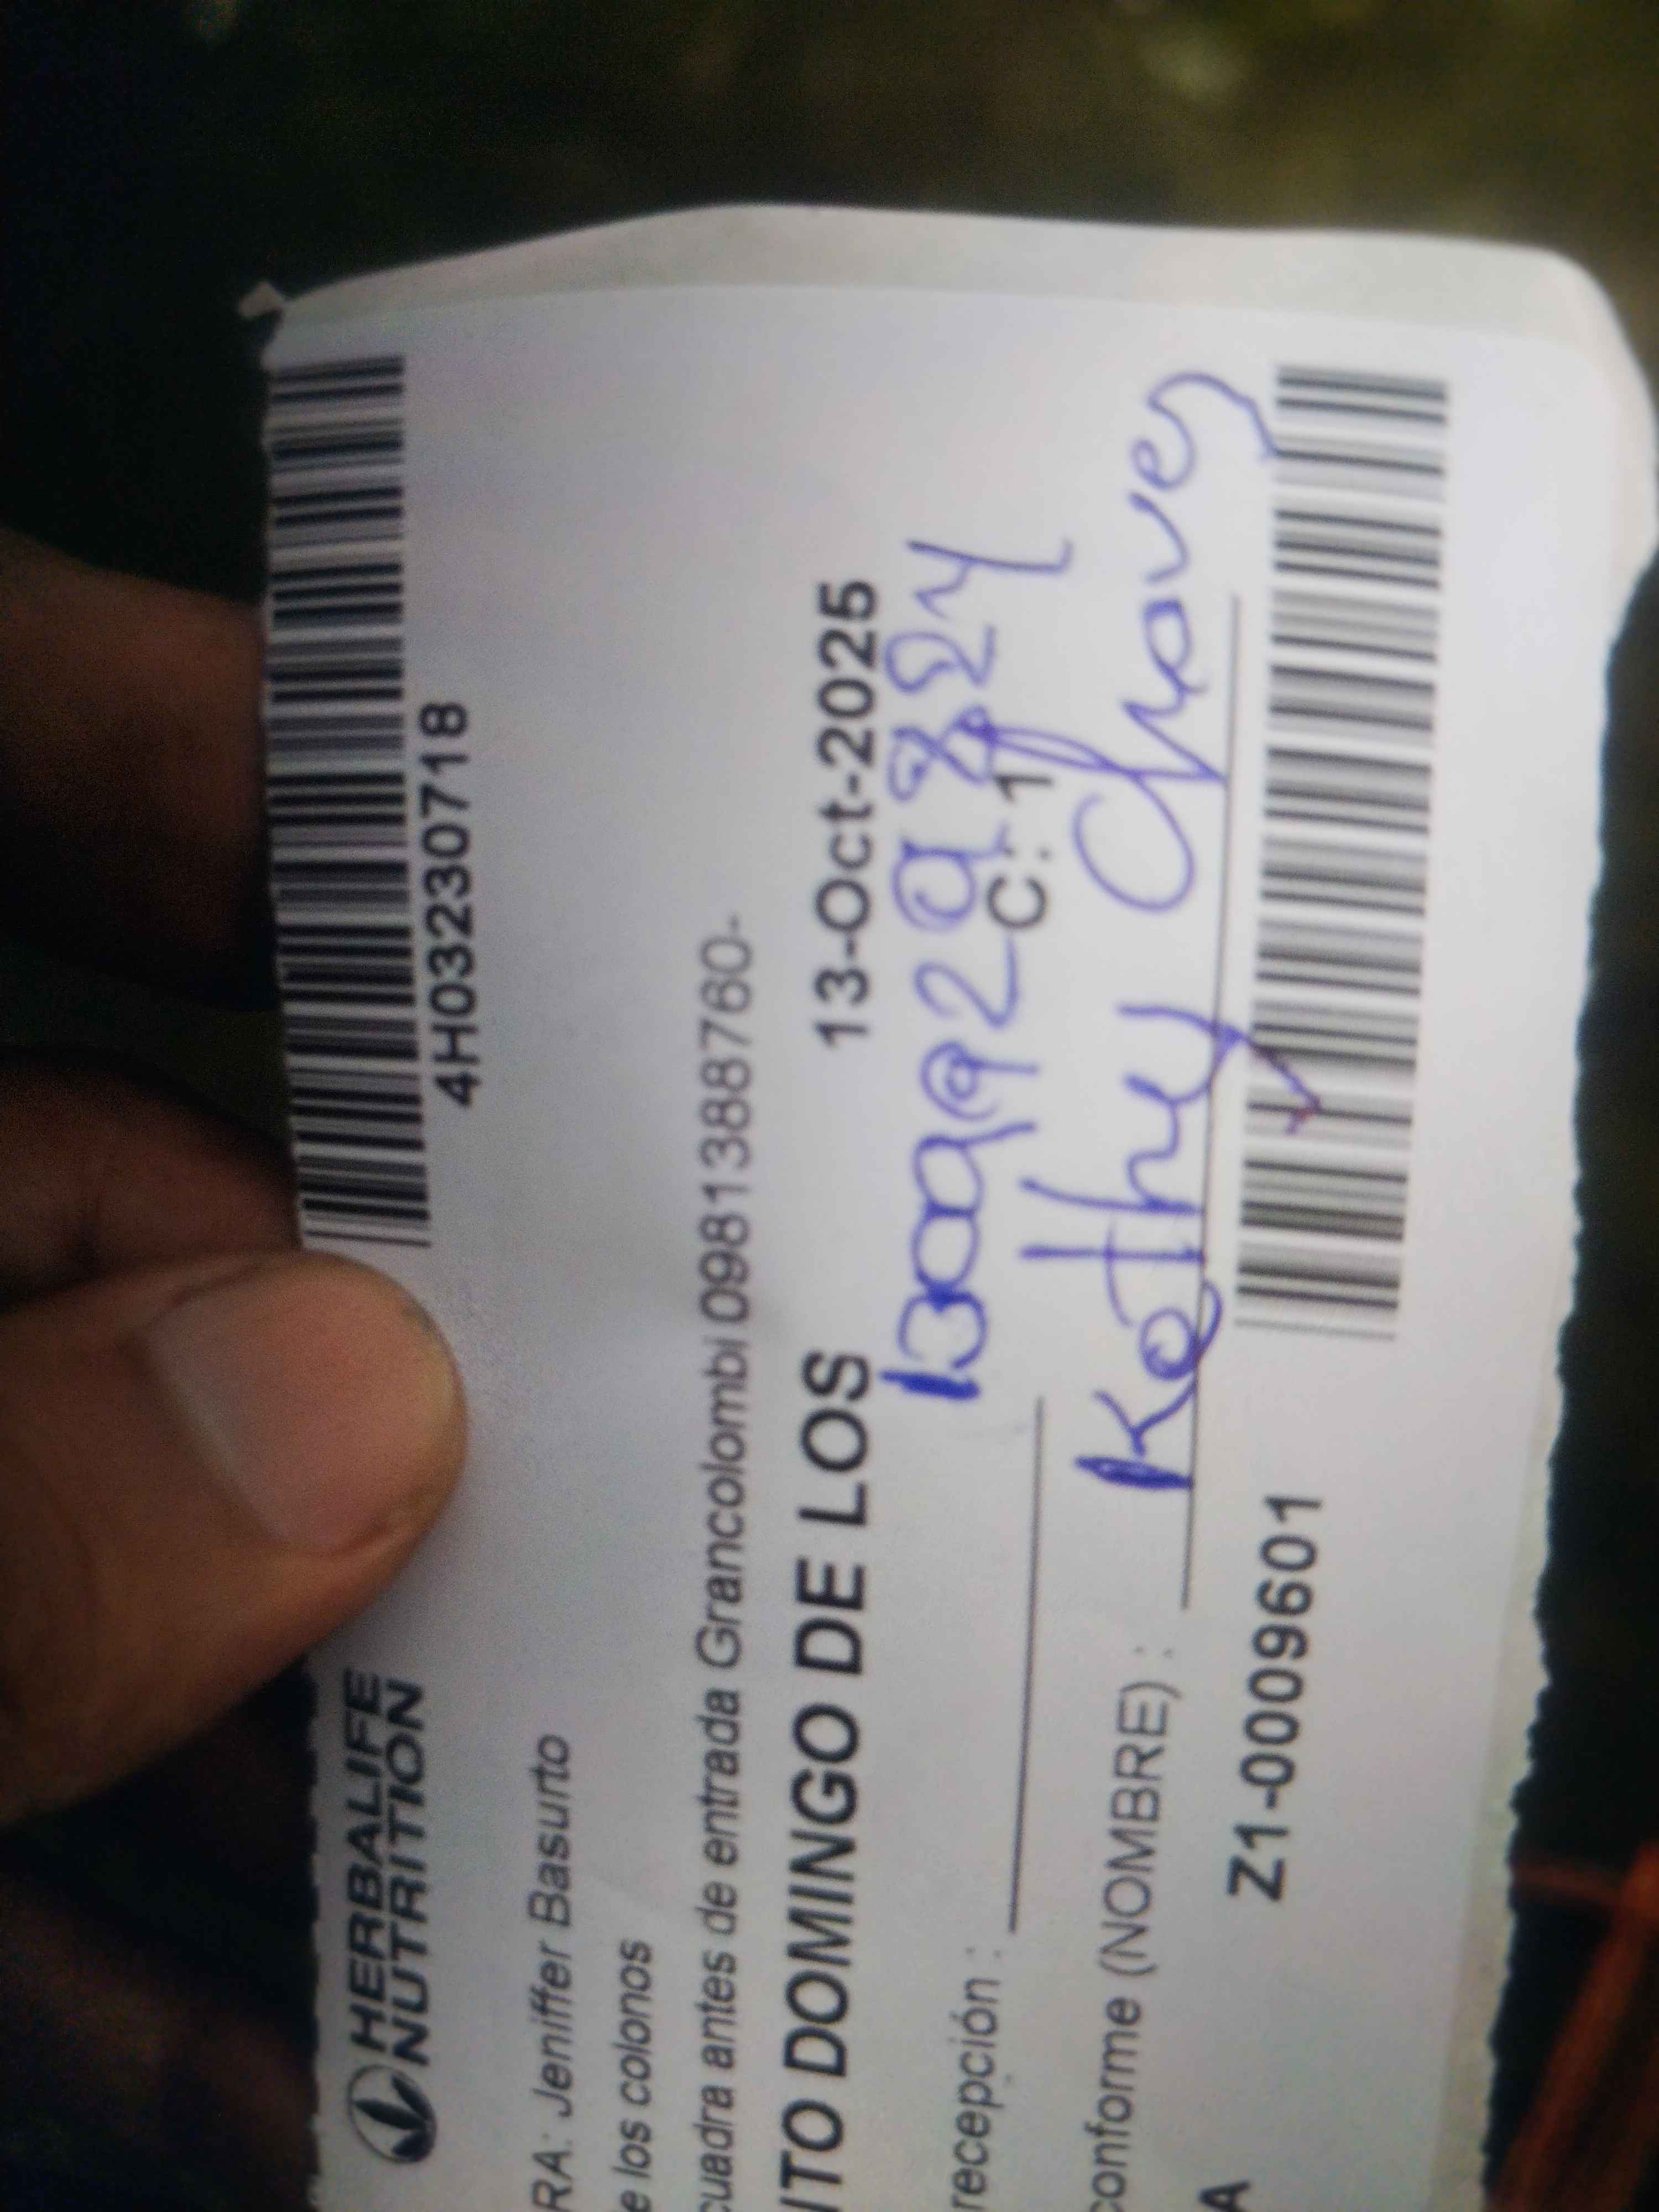 HERBALIFE
NUTRITION
4H03230718
RA: Jeniffer Basurto
e los colonos
cuadra antes de entrada Grancolombi 0981388760-
NTO DOMINGO DE LOS 13-Oct-2025
recepción :
C: 1
conforme (NOMBRE) : Kathy Chavez
Z1-0009601
A